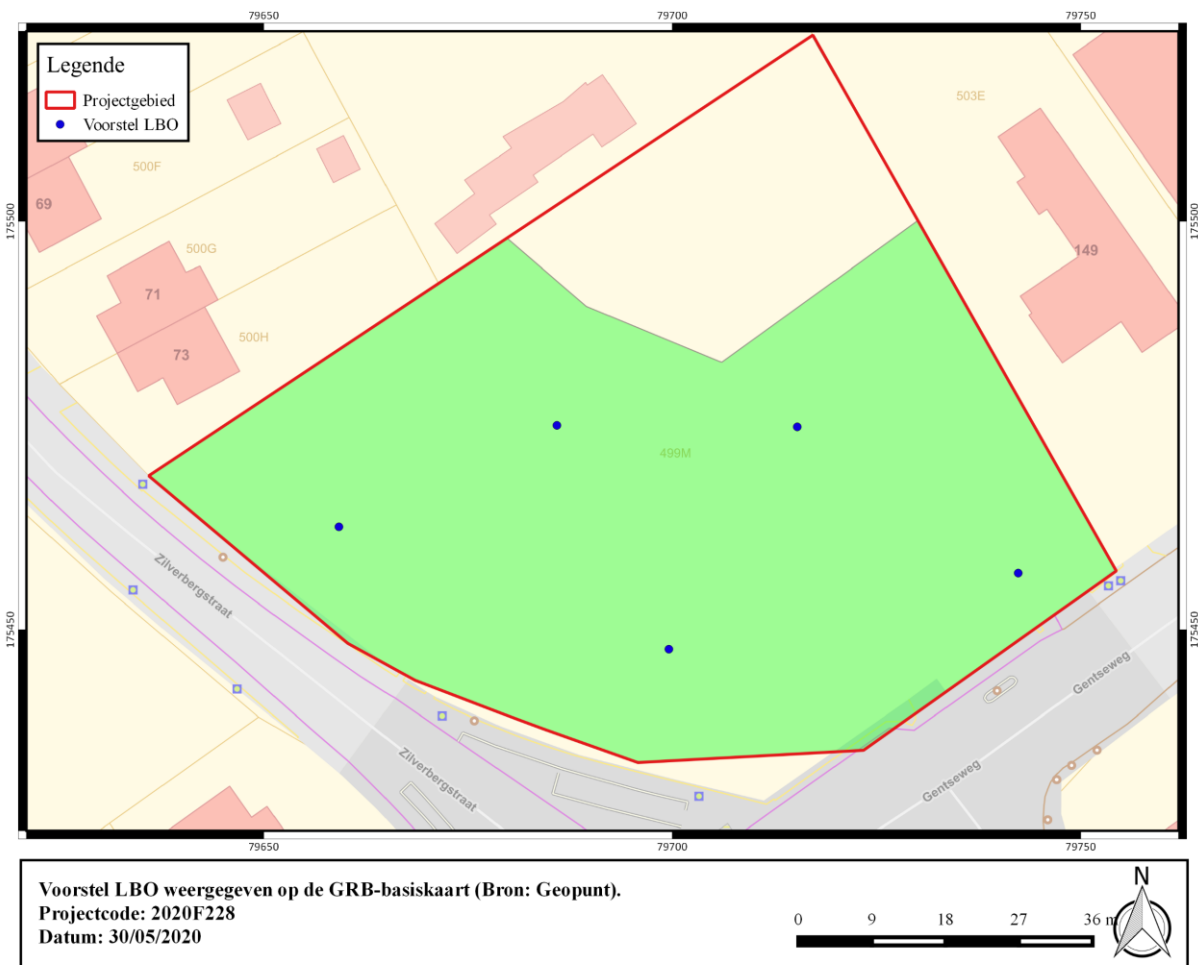 79650 79700 79750
Legende
Projectgebied
Voorstel LBO
503E
500F
69
175500 175500
500G
149
71
500H
73
499M
Zilverbergstraat
175450 175450
Gentseweg
Zilverbergstraat
Gentseweg
79650 79700 79750
Voorstel LBO weergegeven op de GRB-basiskaart (Bron: Geopunt).
Projectcode: 2020F228
Datum: 30/05/2020
0 9 18 27 36 m
N